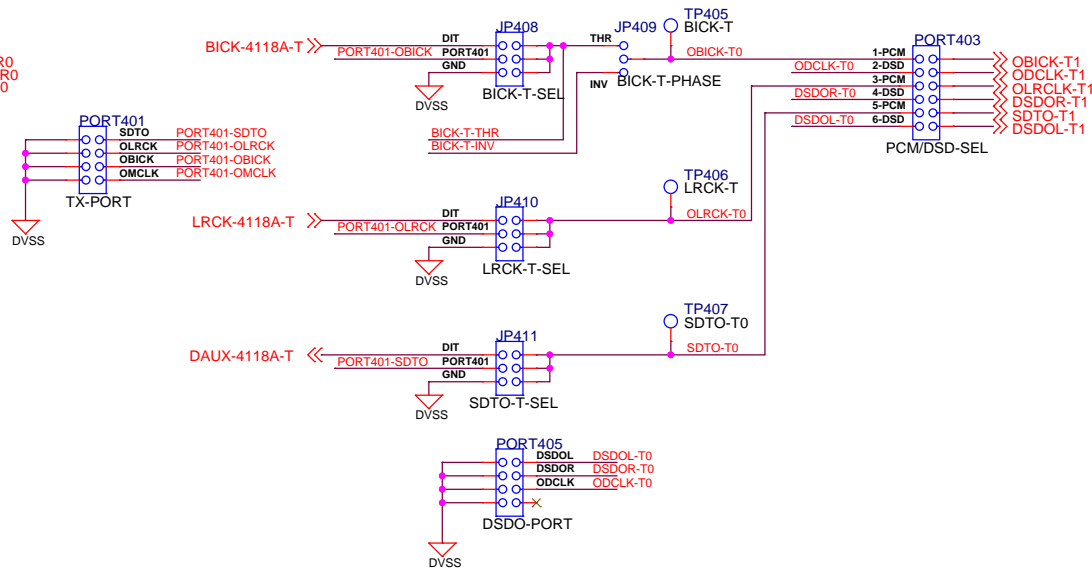 R0
R0
0
PORT401
SDTO PORT401-SDTO
OLRCK PORT401-OLRCK
OBICK PORT401-OBICK
OMCLK PORT401-OMCLK
TX-PORT
DVSS
JP408
BICK-4118A-T
DIT
PORT401-OBICK PORT401
GND
DVSS
BICK-T-SEL
BICK-T-THR
BICK-T-INV
JP409
THR
INV
BICK-T-PHASE
TP405
BICK-T
OBICK-T0
PORT403
1-PCM
ODCLK-T0 2-DSD
3-PCM
DSDOR-T0 4-DSD
5-PCM
DSDOL-T0 6-DSD
PCM/DSD-SEL
OBICK-T1
ODCLK-T1
OLRCLK-T1
DSDOR-T1
SDTO-T1
DSDOL-T1
TP406
LRCK-T
OLRCK-T0
JP410
LRCK-4118A-T
DIT
PORT401-OLRCK PORT401
GND
DVSS
LRCK-T-SEL
TP407
SDTO-T0
SDTO-T0
JP411
DAUX-4118A-T
DIT
PORT401-SDTO PORT401
GND
DVSS
SDTO-T-SEL
PORT405
DSDOL DSDOL-T0
DSDOR DSDOR-T0
ODCLK ODCLK-T0
DSDO-PORT
DVSS